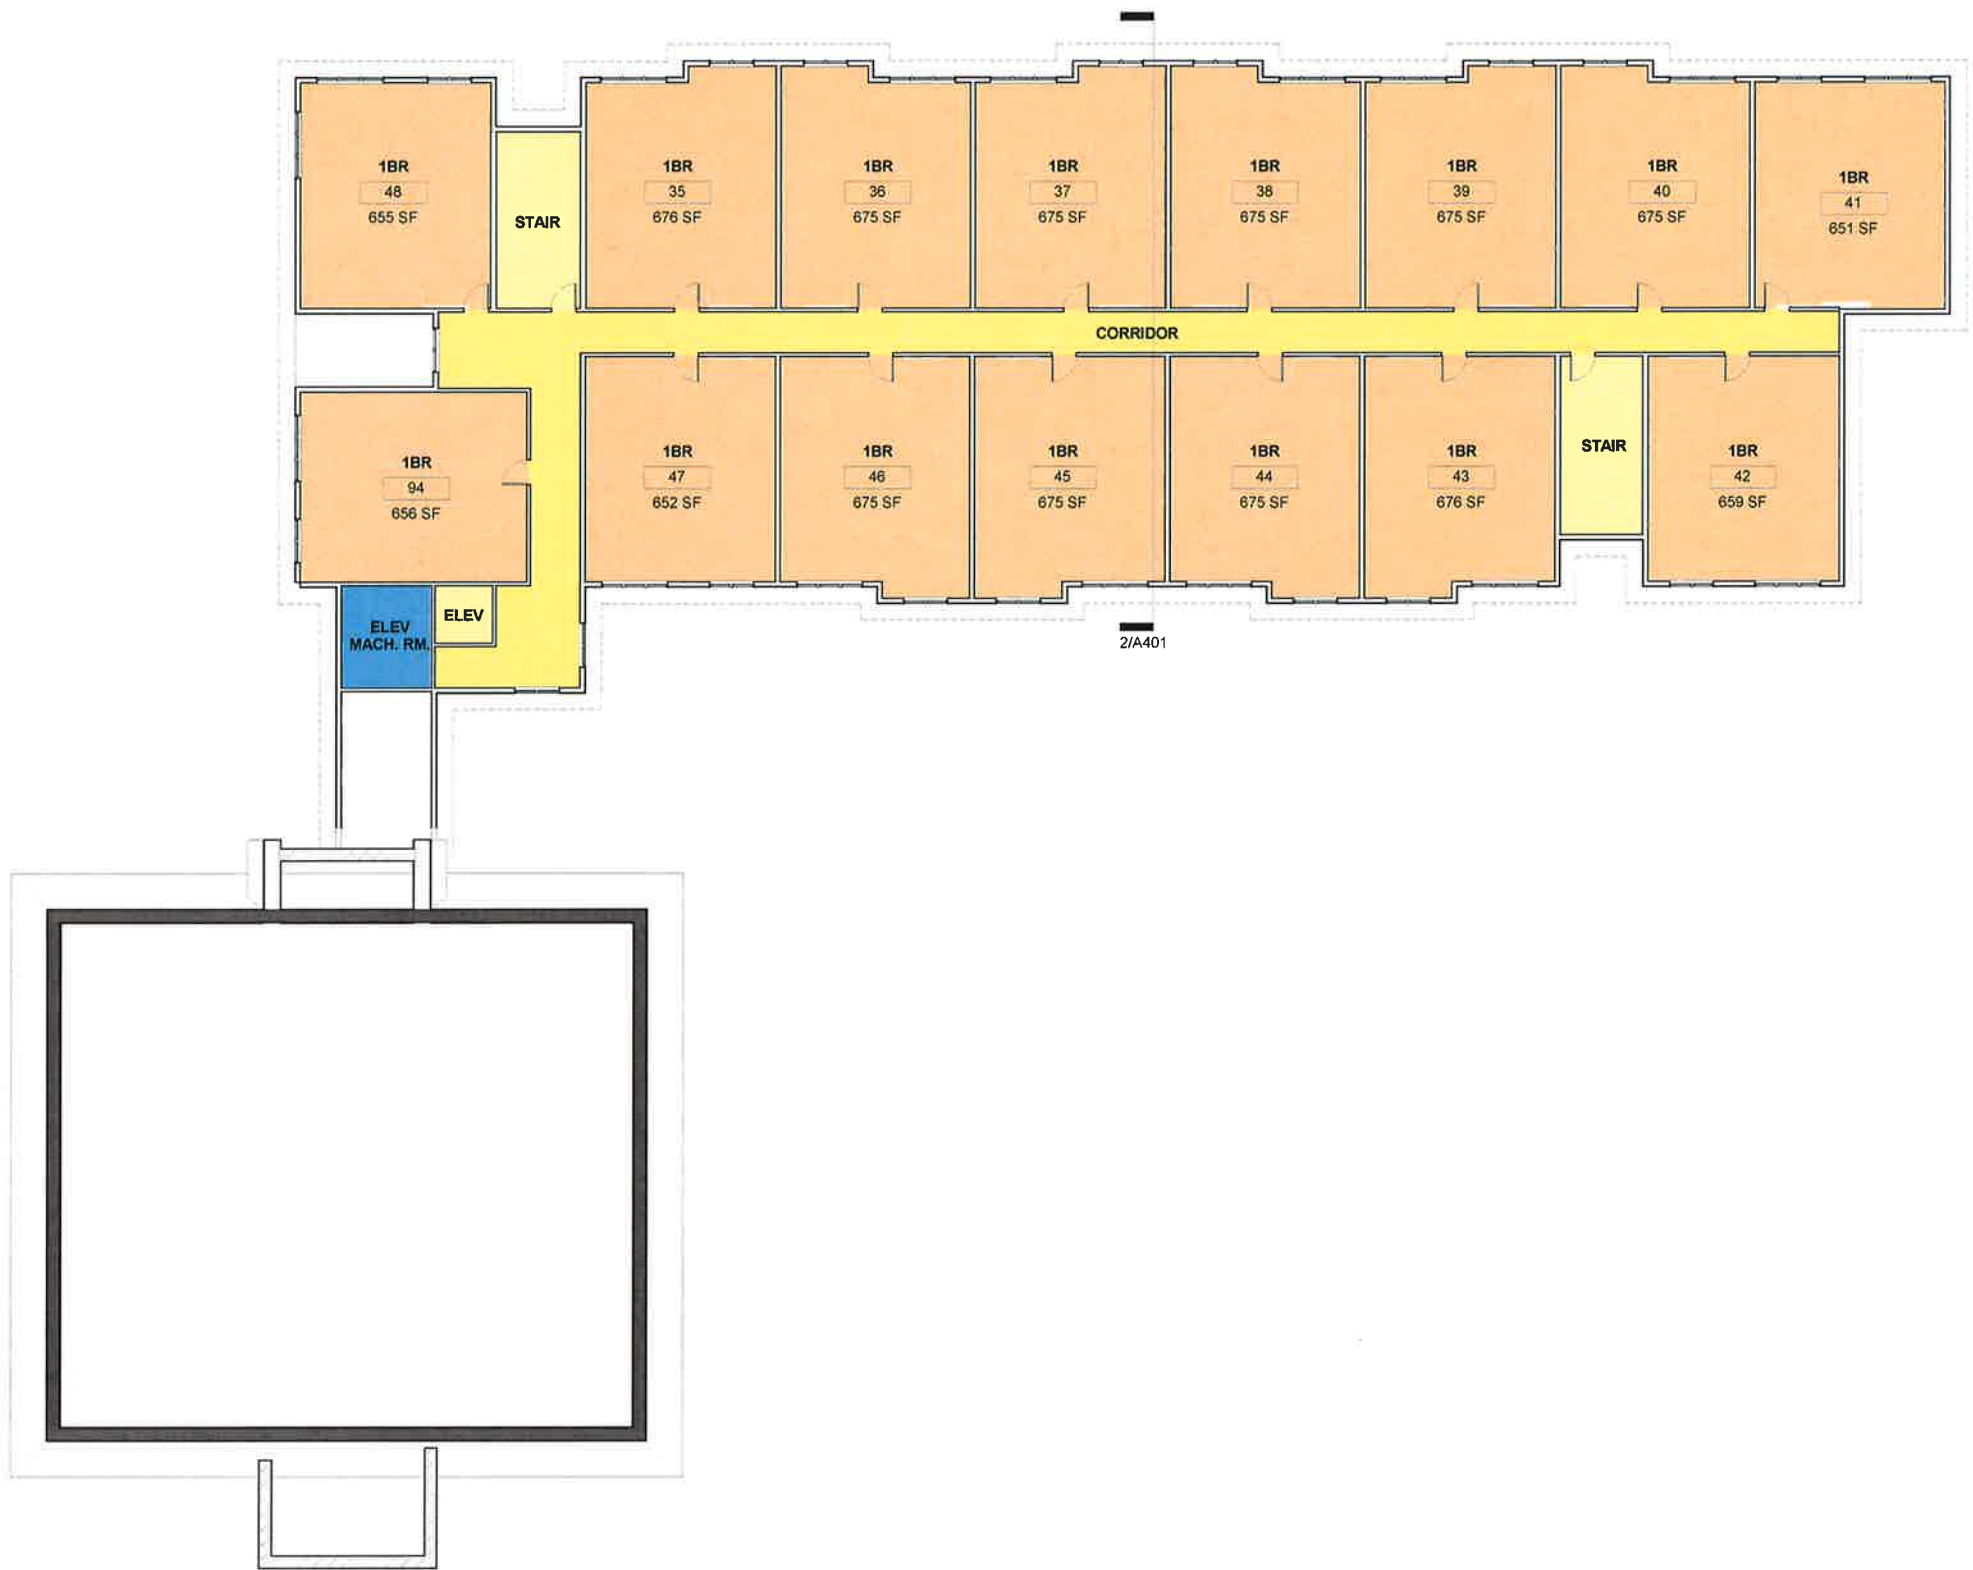 1BR
48
655 SF
STAIR
1BR
35
676 SF
1BR
36
675 SF
1BR
37
675 SF
1BR
38
675 SF
1BR
39
675 SF
1BR
40
675 SF
1BR
41
651 SF
CORRIDOR
1BR
94
656 SF
1BR
47
652 SF
1BR
46
675 SF
1BR
45
675 SF
1BR
44
675 SF
1BR
43
676 SF
STAIR
1BR
42
659 SF
ELEV
MACH. RM.
ELEV
2/A401